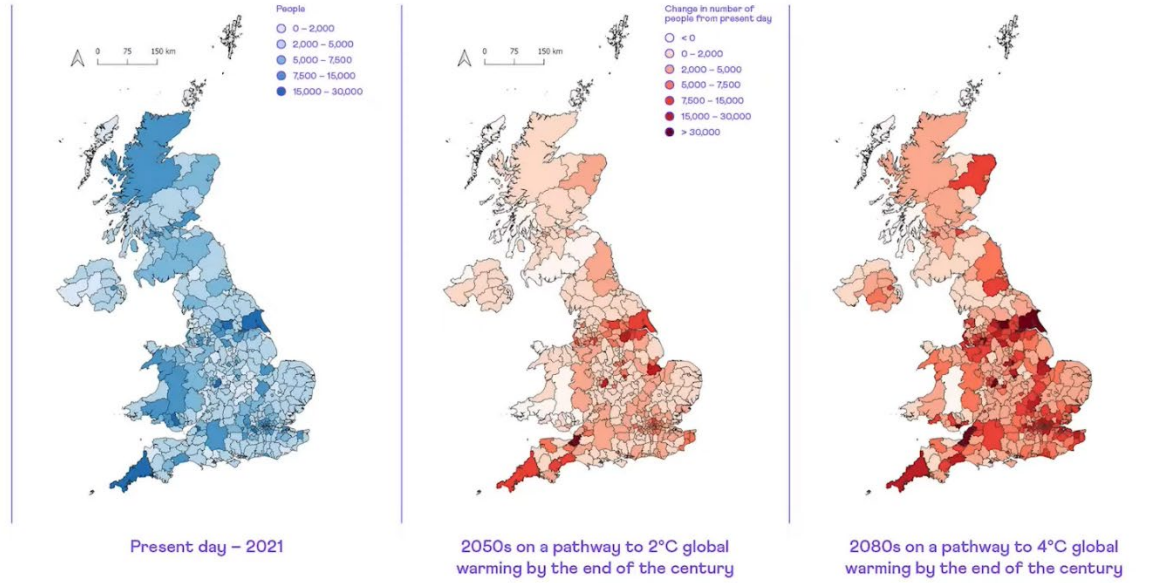 People
0 – 2,000
2,000 – 5,000
5,000 – 7,500
7,500 – 15,000
15,000 – 30,000
0 75 150 km
Present day – 2021
Change in number of
people from present day
< 0
0 – 2,000
2,000 – 5,000
5,000 – 7,500
7,500 – 15,000
15,000 – 30,000
> 30,000
0 75 150 km
2050s on a pathway to 2°C global
warming by the end of the century
2080s on a pathway to 4°C global
warming by the end of the century